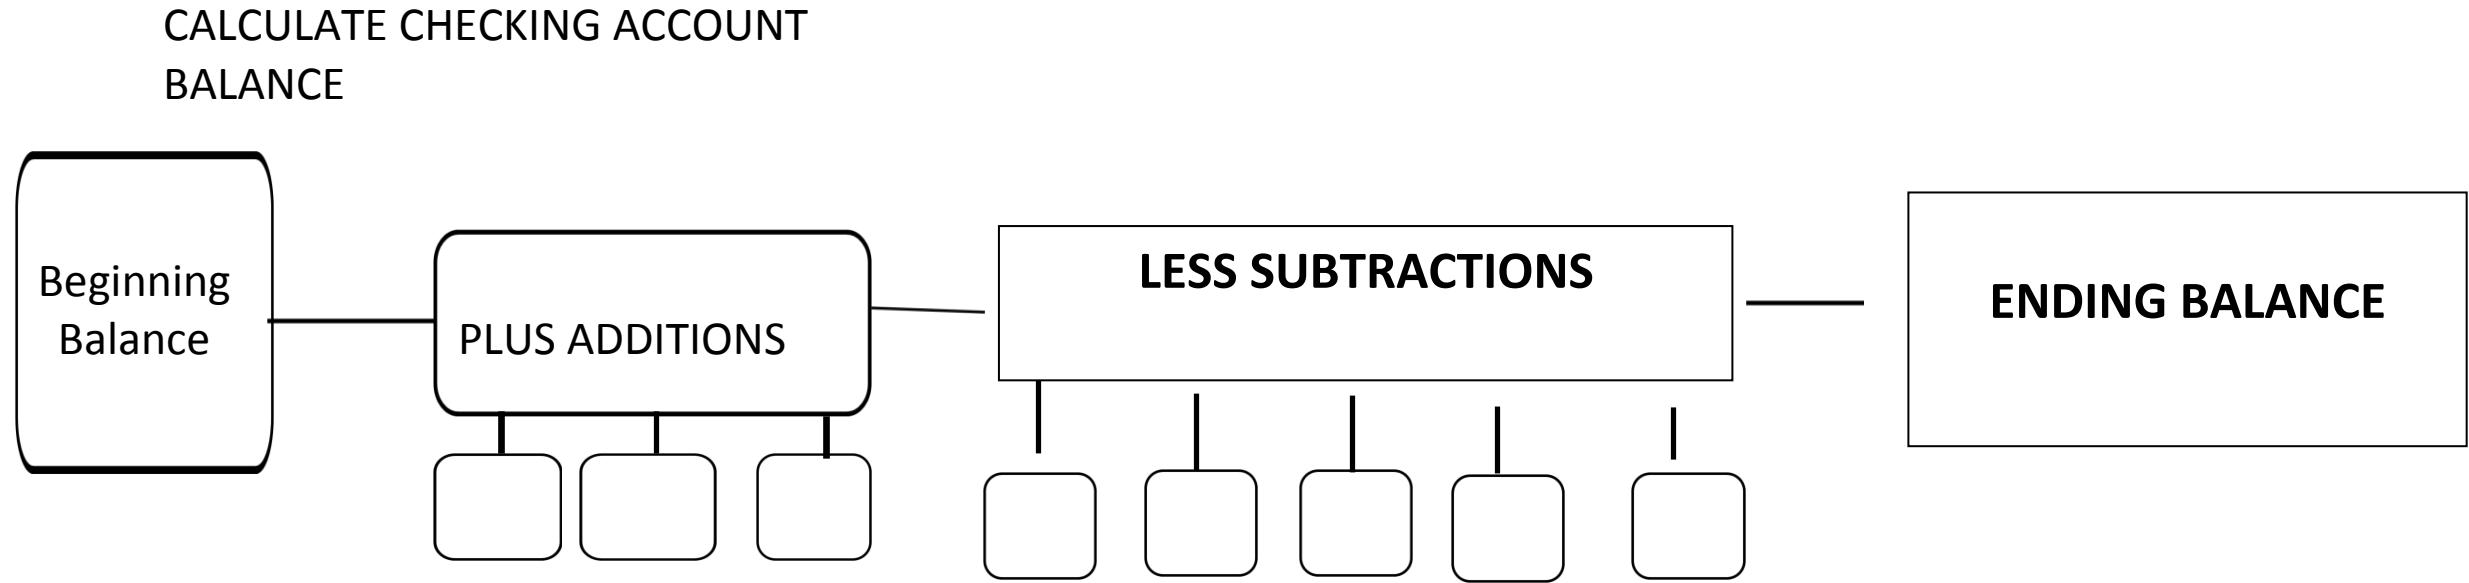 CALCULATE CHECKING ACCOUNT
BALANCE
Beginning
Balance
PLUS ADDITIONS
LESS SUBTRACTIONS
ENDING BALANCE